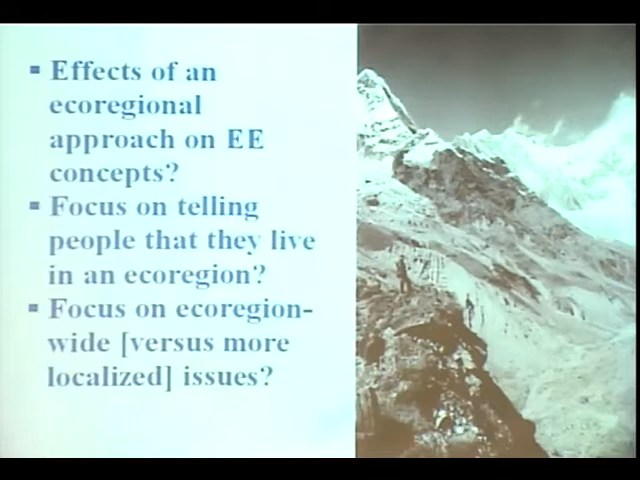 Effects of an
ecoregional
approach on EE
concepts?
Focus on telling
people that they live
in an ecoregion?
Focus on ecoregion-
wide [versus more
localized] issues?